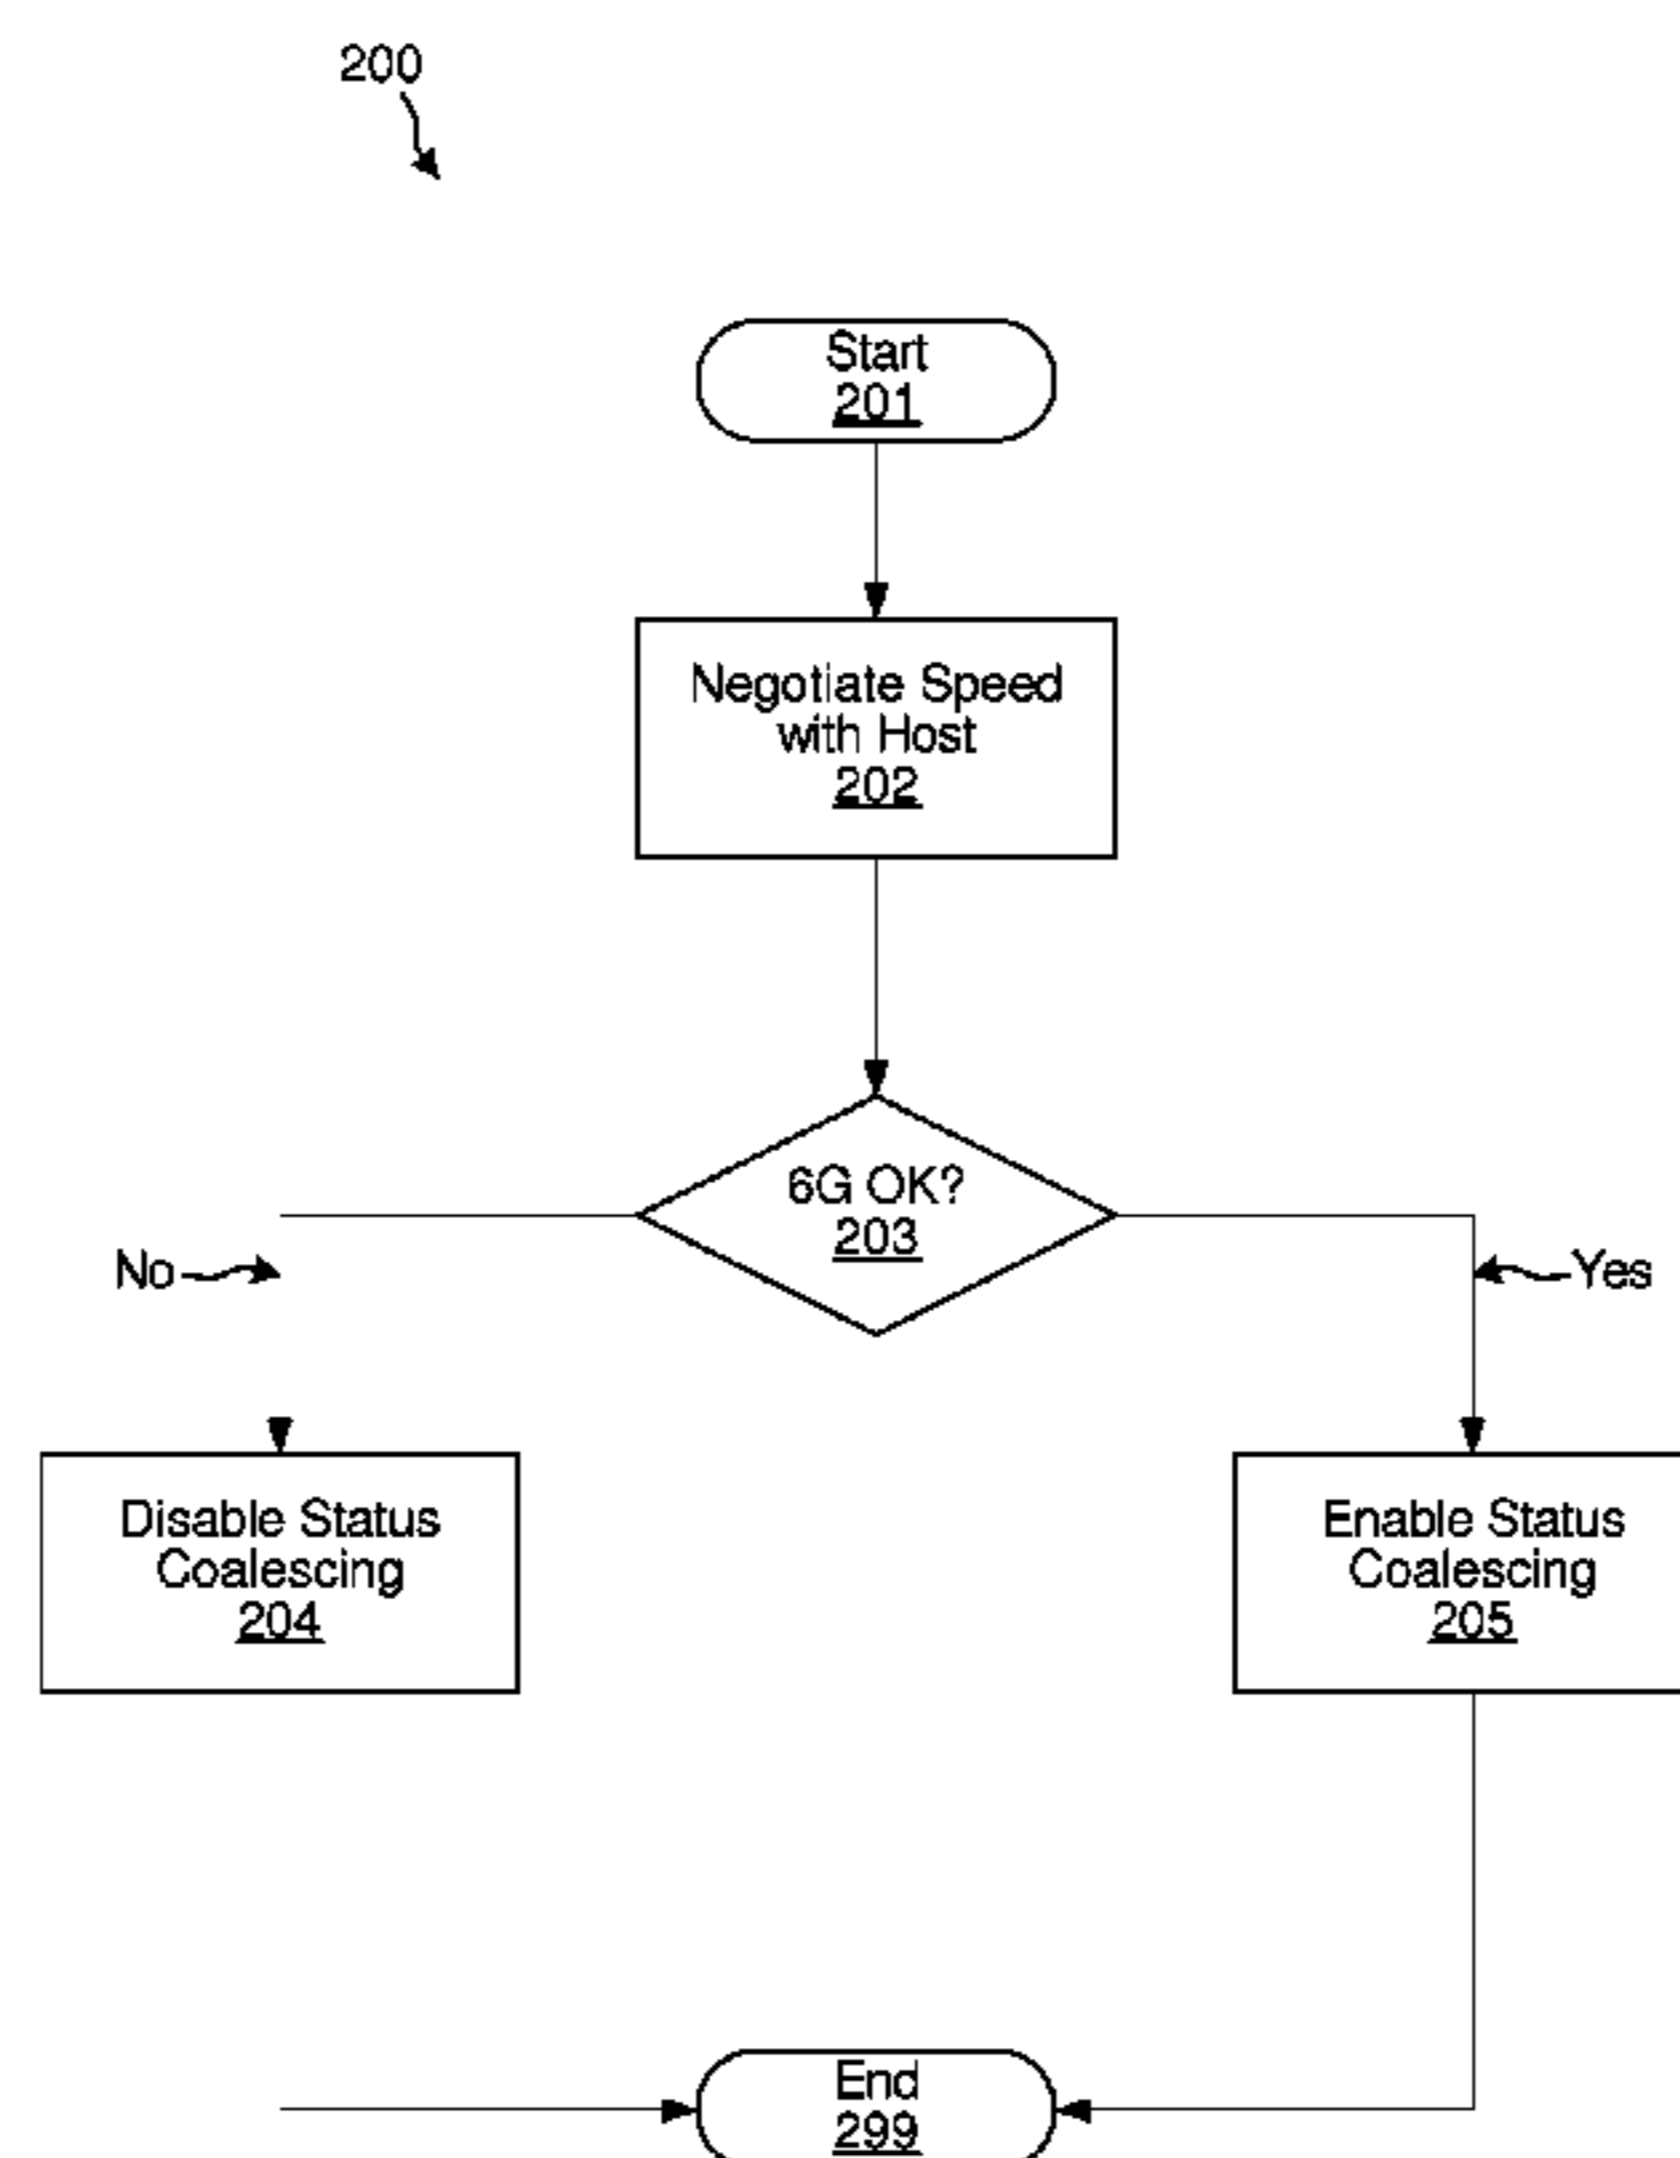 200
Start
201
Negotiate Speed
with Host
202
6G OK?
203
No
Yes
Disable Status
Coalescing
204
Enable Status
Coalescing
205
End
299